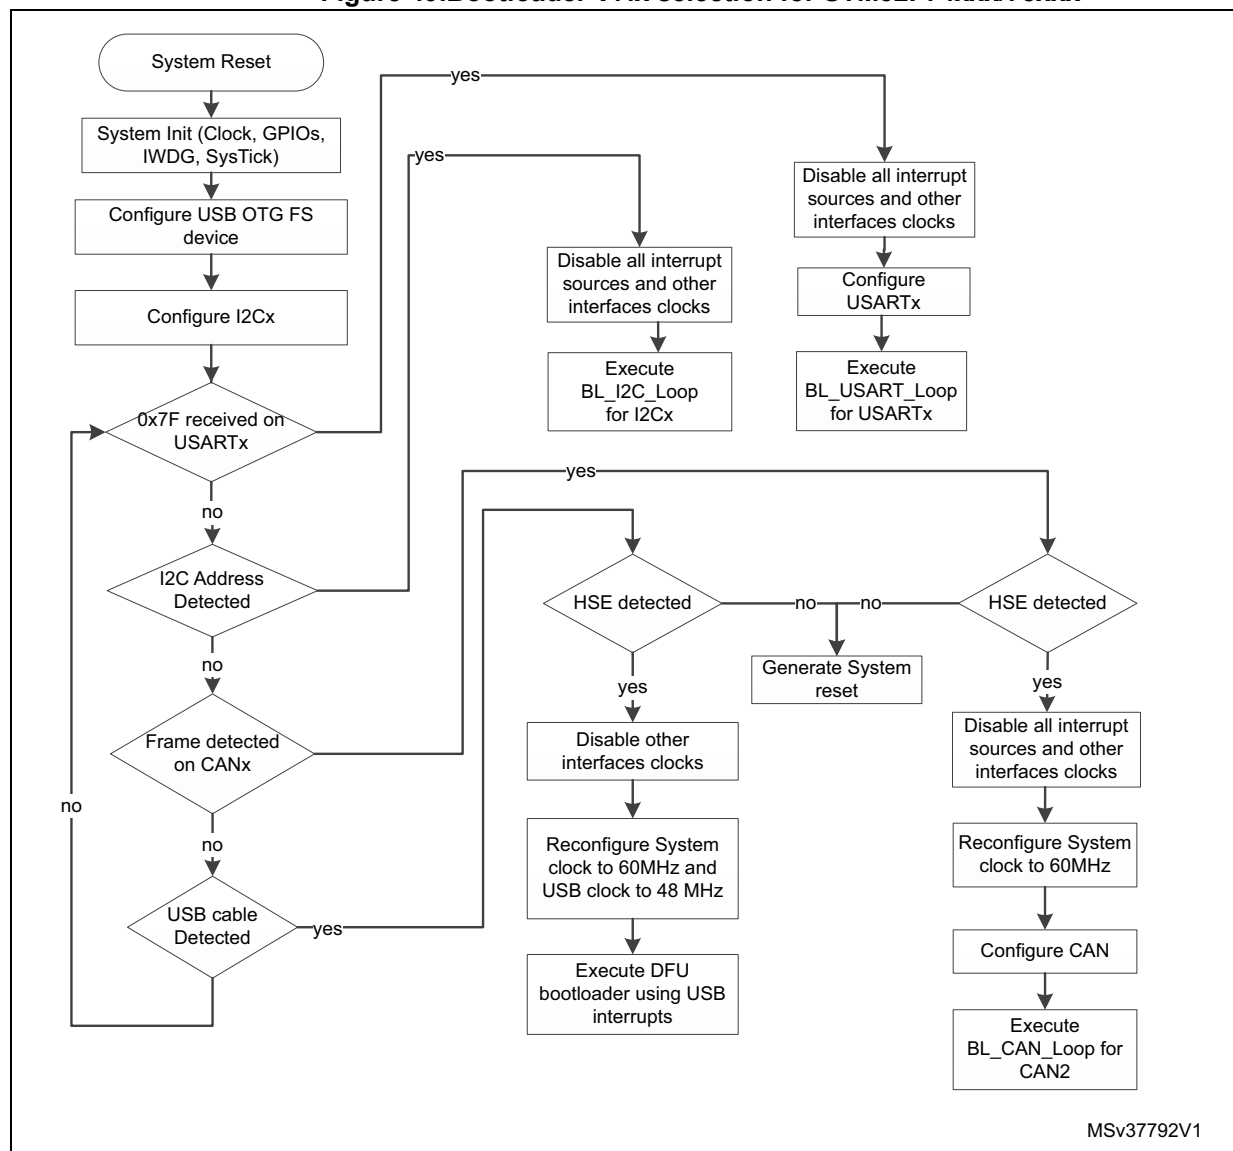 System Reset
yes
System Init (Clock, GPIOs,
IWDG, SysTick)
yes
Disable all interrupt
sources and other
interfaces clocks
Configure USB OTG FS
device
Disable all interrupt
sources and other
interfaces clocks
Configure
USARTx
Configure I2Cx
Execute
BL_I2C_Loop
for I2Cx
Execute
BL_USART_Loop
for USARTx
0x7F received on
USARTx
yes
no
I2C Address
Detected
HSE detected
no
no
HSE detected
no
Generate System
reset
yes
yes
Frame detected
on CANx
Disable other
interfaces clocks
Disable all interrupt
sources and other
interfaces clocks
no
no
Reconfigure System
clock to 60MHz and
USB clock to 48 MHz
Reconfigure System
clock to 60MHz
USB cable
Detected
yes
Configure CAN
Execute DFU
bootloader using USB
interrupts
Execute
BL_CAN_Loop for
CAN2
MSv37792V1